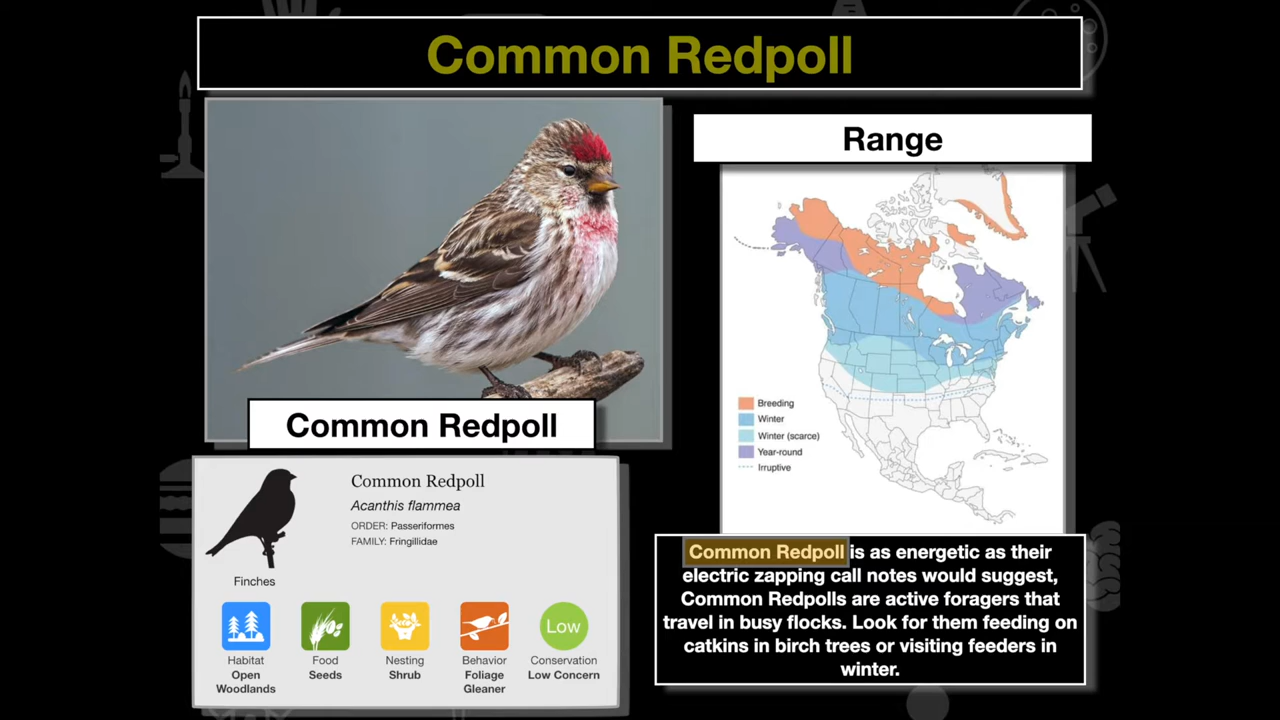 Common Redpoll
Range
Common Redpoll
Breeding
Winter
Winter (scarce)
Year-round
Irruptive
Common Redpoll
Acanthis flammea
ORDER: Passeriformes
FAMILY: Fringillidae
Finches
Habitat
Open
Woodlands
Food
Seeds
Nesting
Shrub
Behavior
Foliage
Gleaner
Low
Conservation
Low Concern
Common Redpoll is as energetic as their
electric zapping call notes would suggest,
Common Redpolls are active foragers that
travel in busy flocks. Look for them feeding on
catkins in birch trees or visiting feeders in
winter.